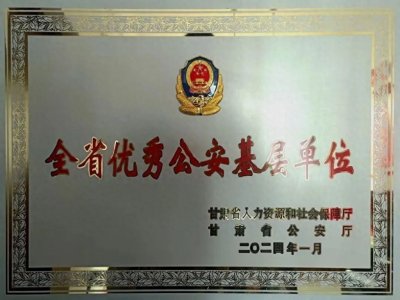 全省优秀公安基层单位
甘肃省人力资源和社会保障厅
甘肃省公安厅
二〇二四年一月